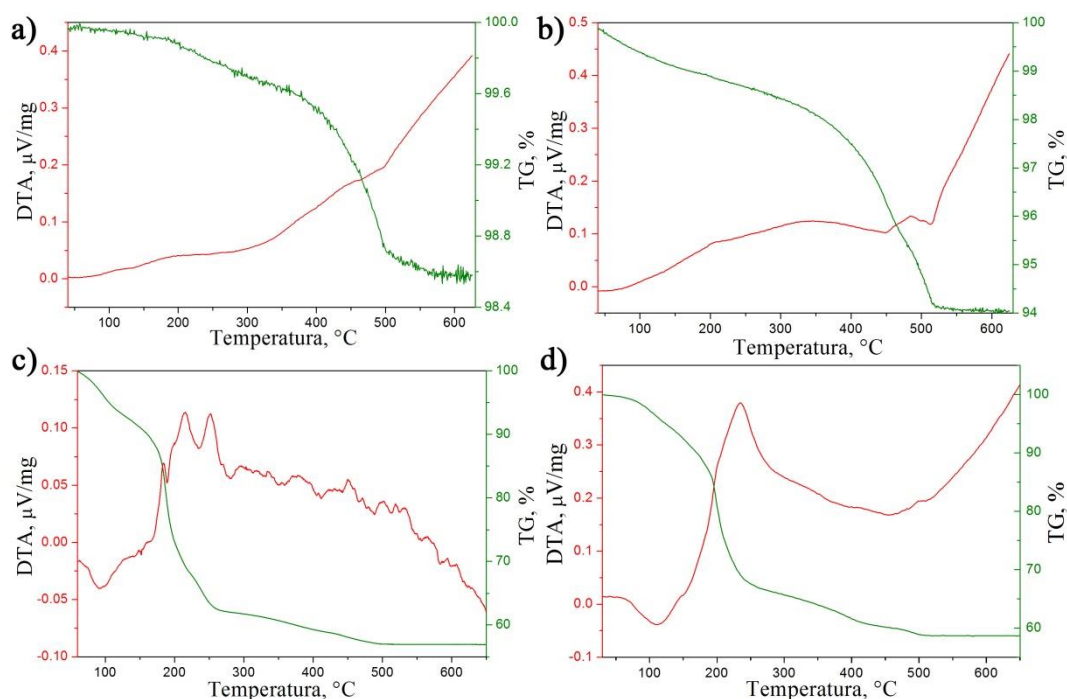 a)
DTA, µV/mg
0.4
0.3
0.2
0.1
0.0
100.0
99.6
99.2
98.8
98.4
TG, %
100 200 300 400 500 600
Temperatura, °C
b)
DTA, µV/mg
0.5
0.4
0.3
0.2
0.1
0.0
100
99
98
97
96
95
94
TG, %
100 200 300 400 500 600
Temperatura, °C
c)
DTA, µV/mg
0.15
0.10
0.05
0.00
-0.05
-0.10
100
90
80
70
60
TG, %
100 200 300 400 500 600
Temperatura, °C
d)
DTA, µV/mg
0.4
0.3
0.2
0.1
0.0
-0.1
100
90
80
70
60
TG, %
100 200 300 400 500 600
Temperatura, °C